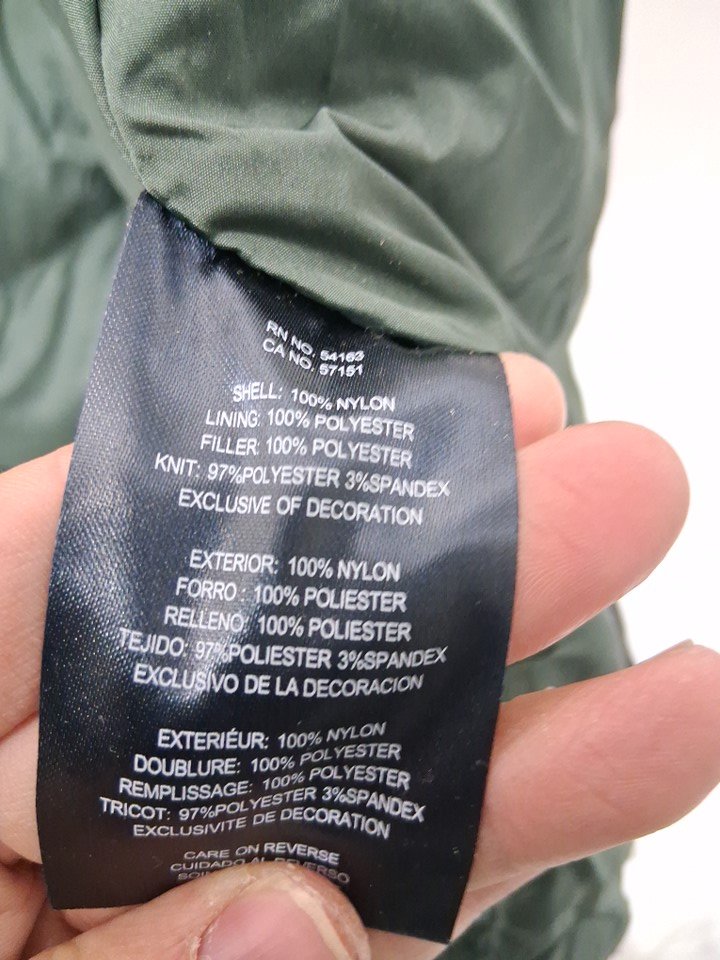 RN NO. 54163
CA NO. 57151
SHELL: 100% NYLON
LINING: 100% POLYESTER
FILLER: 100% POLYESTER
KNIT: 97%POLYESTER 3%SPANDEX
EXCLUSIVE OF DECORATION
EXTERIOR: 100% NYLON
FORRO : 100% POLIESTER
RELLENO: 100% POLIESTER
TEJIDO: 97%POLIESTER 3%SPANDEX
EXCLUSIVO DE LA DECORACION
EXTERIÉUR: 100% NYLON
DOUBLURE: 100% POLYESTER
REMPLISSAGE: 100% POLYESTER
TRICOT: 97%POLYESTER 3%SPANDEX
EXCLUSIVITE DE DECORATION
CARE ON REVERSE
CUIDADO AL REVERSO